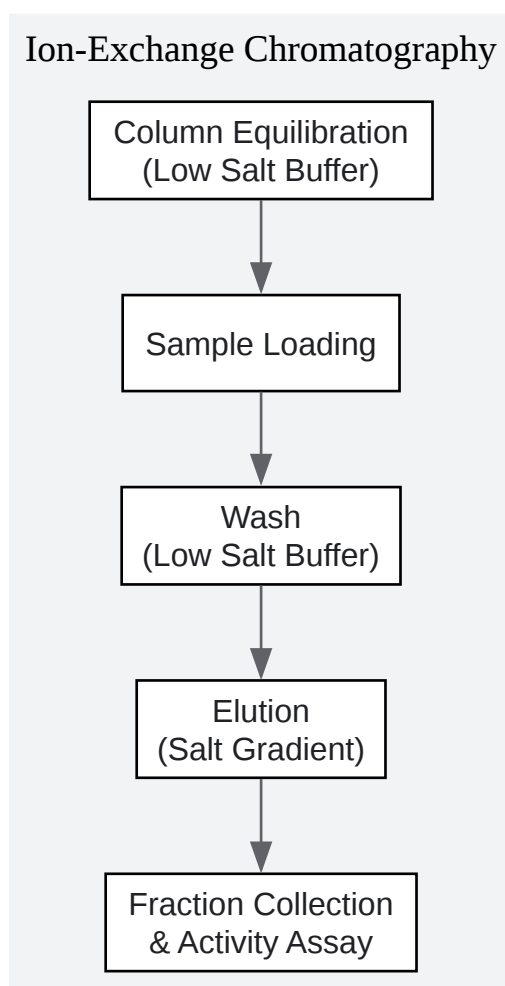 Ion-Exchange Chromatography
Column Equilibration
(Low Salt Buffer)
Sample Loading
Wash
(Low Salt Buffer)
Elution
(Salt Gradient)
Fraction Collection
& Activity Assay